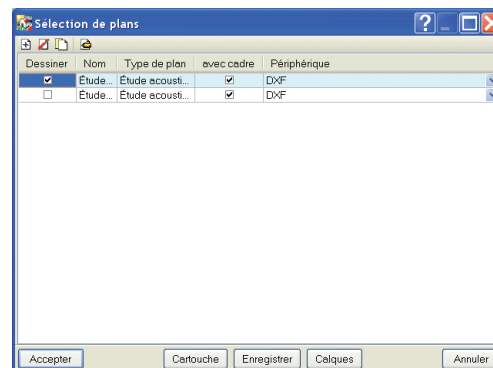 Sélection de plans
Dessiner Nom Type de plan avec cadre Périphérique
Étude... Étude acousti... DXF
Étude... Étude acousti... DXF
Accepter Cartouche Enregistrer Calques Annuler